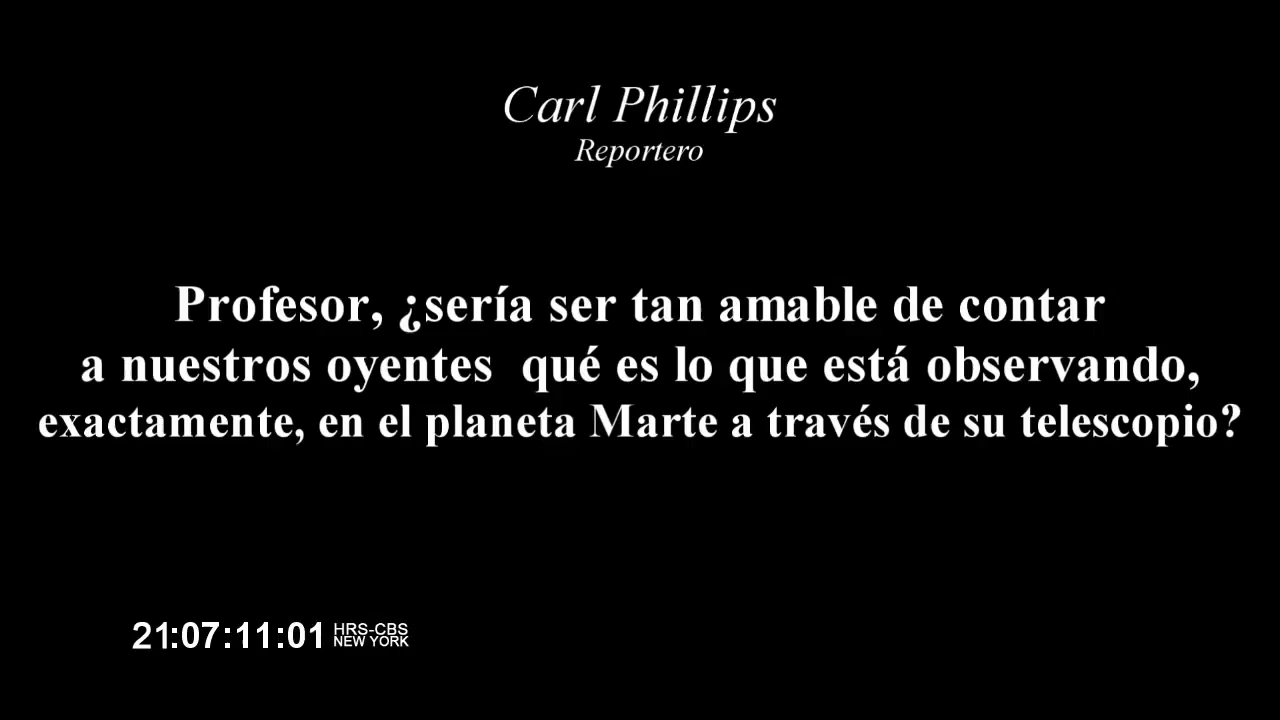 Carl Phillips
Reportero
Profesor, ¿sería ser tan amable de contar
a nuestros oyentes qué es lo que está observando,
exactamente, en el planeta Marte a través de su telescopio?
21:07:11:01 HRS-CBS
NEW YORK